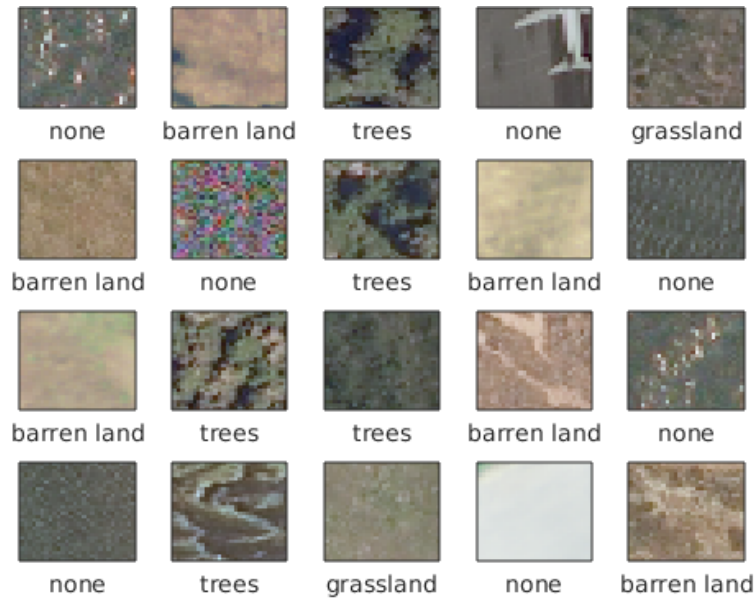 none barren land trees none grassland
barren land none trees barren land none
barren land trees trees barren land none
none trees grassland none barren land